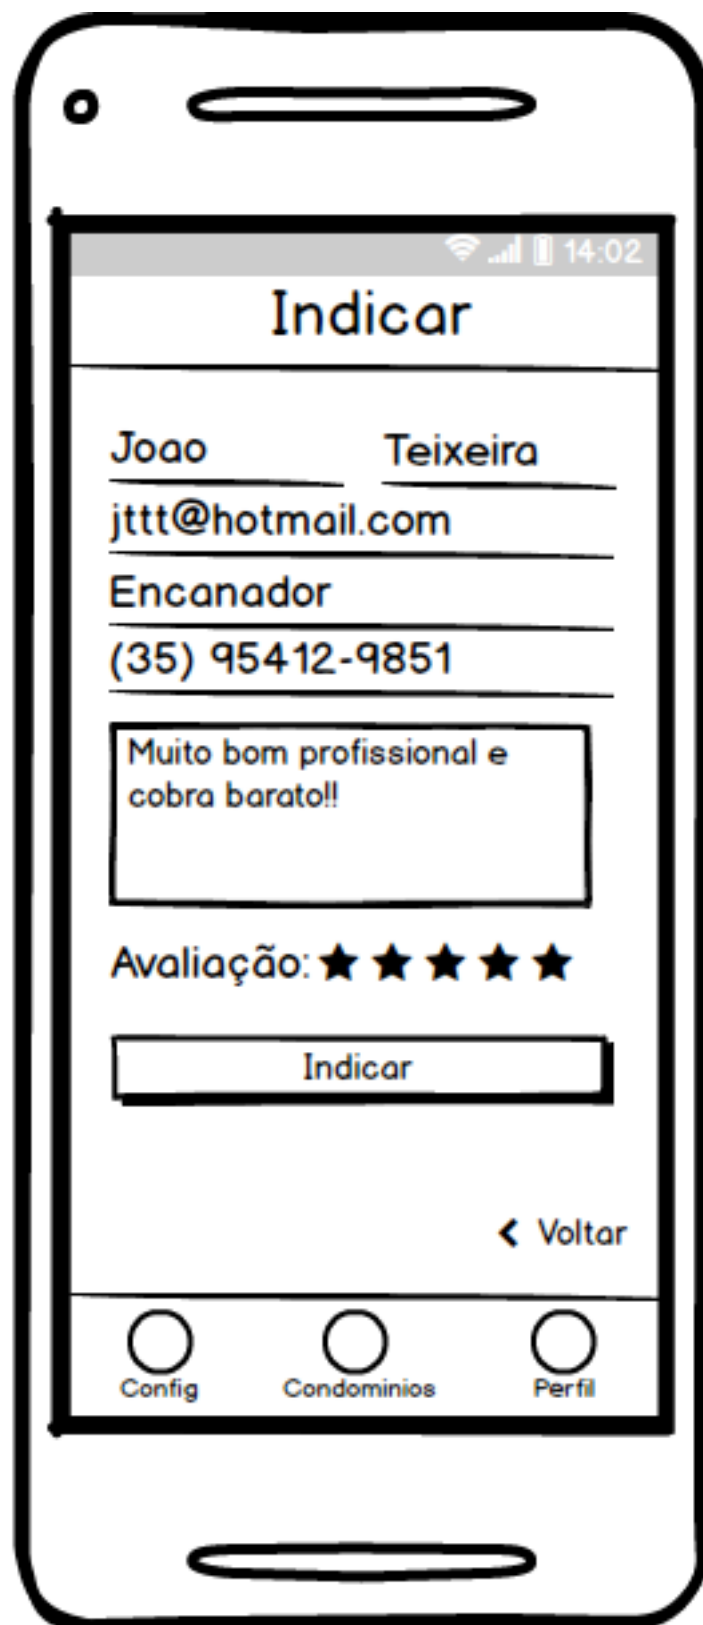 14:02
Indicar
Joao Teixeira
jttt@hotmail.com
Encanador
(35) 95412-9851
Muito bom profissional e
cobra barato!!
Avaliação:
Indicar
Voltar
Config Condominios Perfil